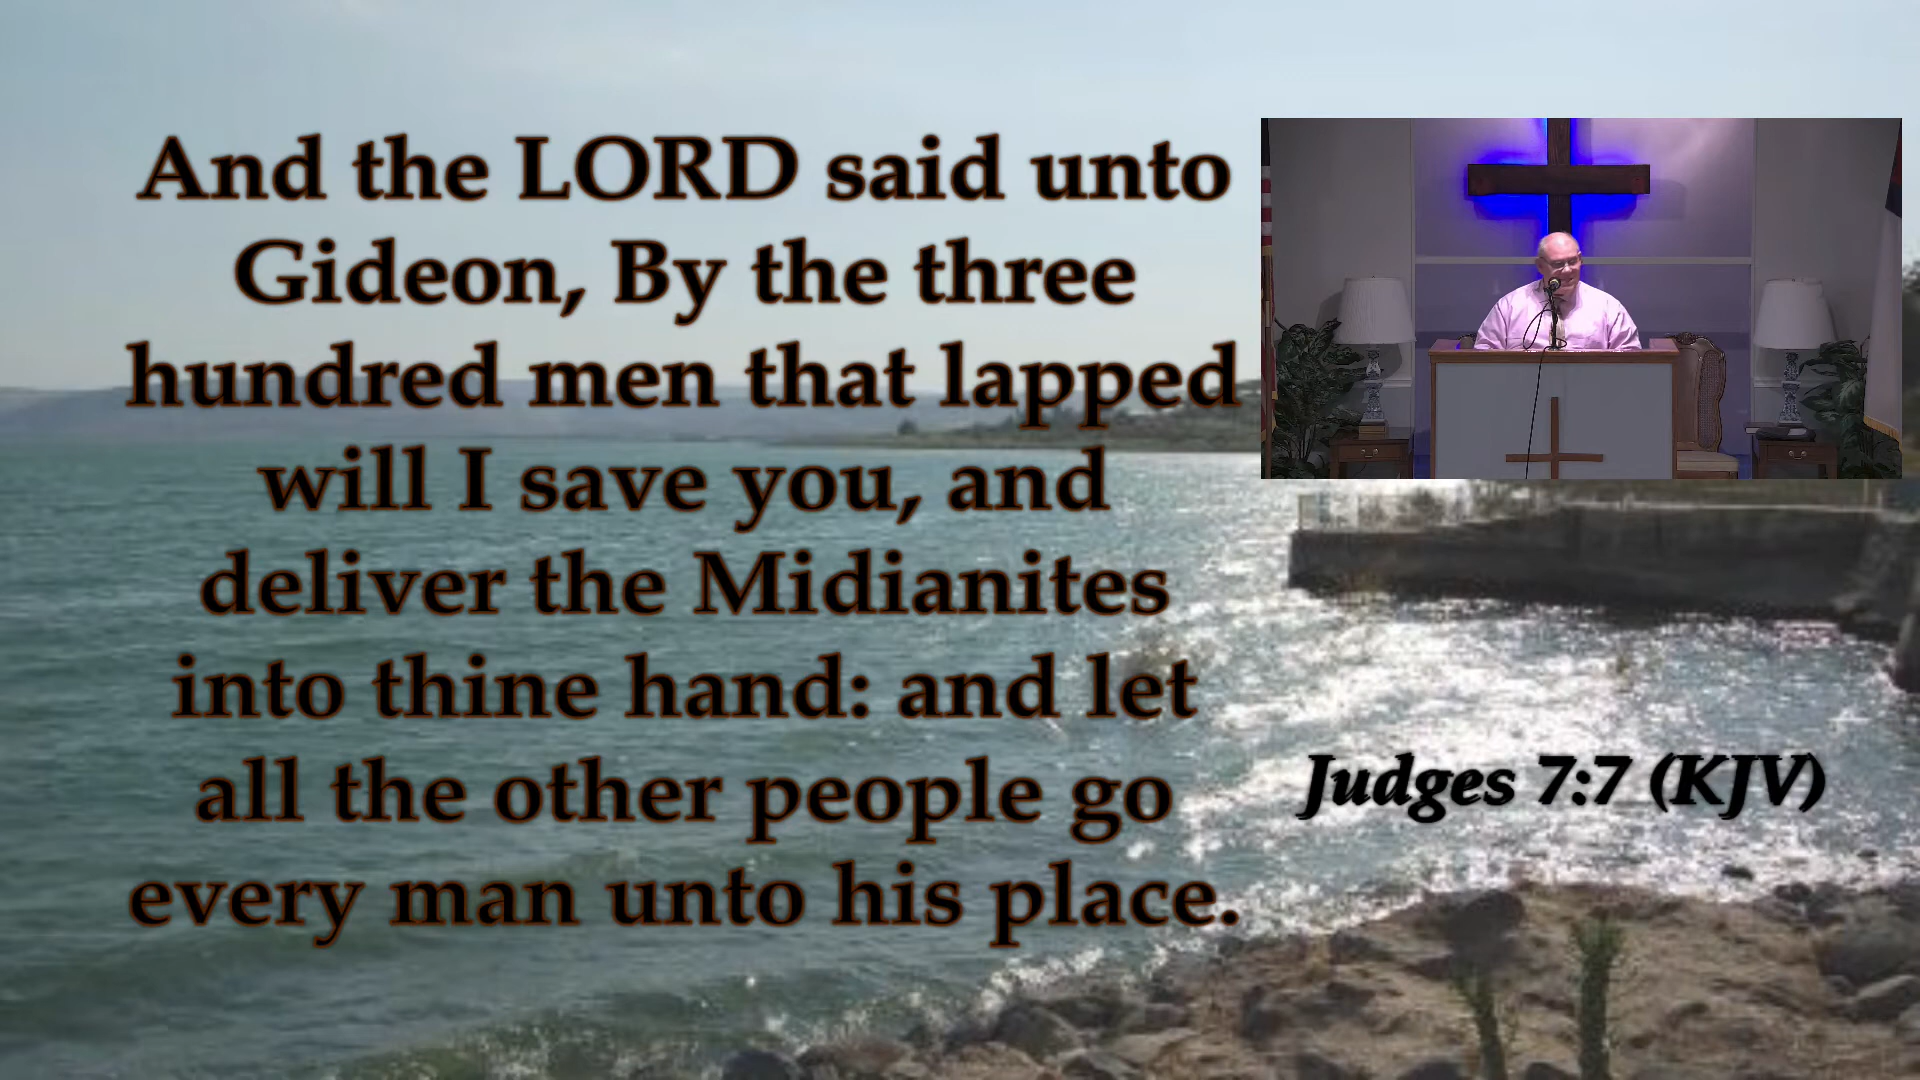 And the LORD said unto
Gideon, By the three
hundred men that lapped
will I save you, and
deliver the Midianites
into thine hand: and let
all the other people go
every man unto his place.
Judges 7:7 (KJV)